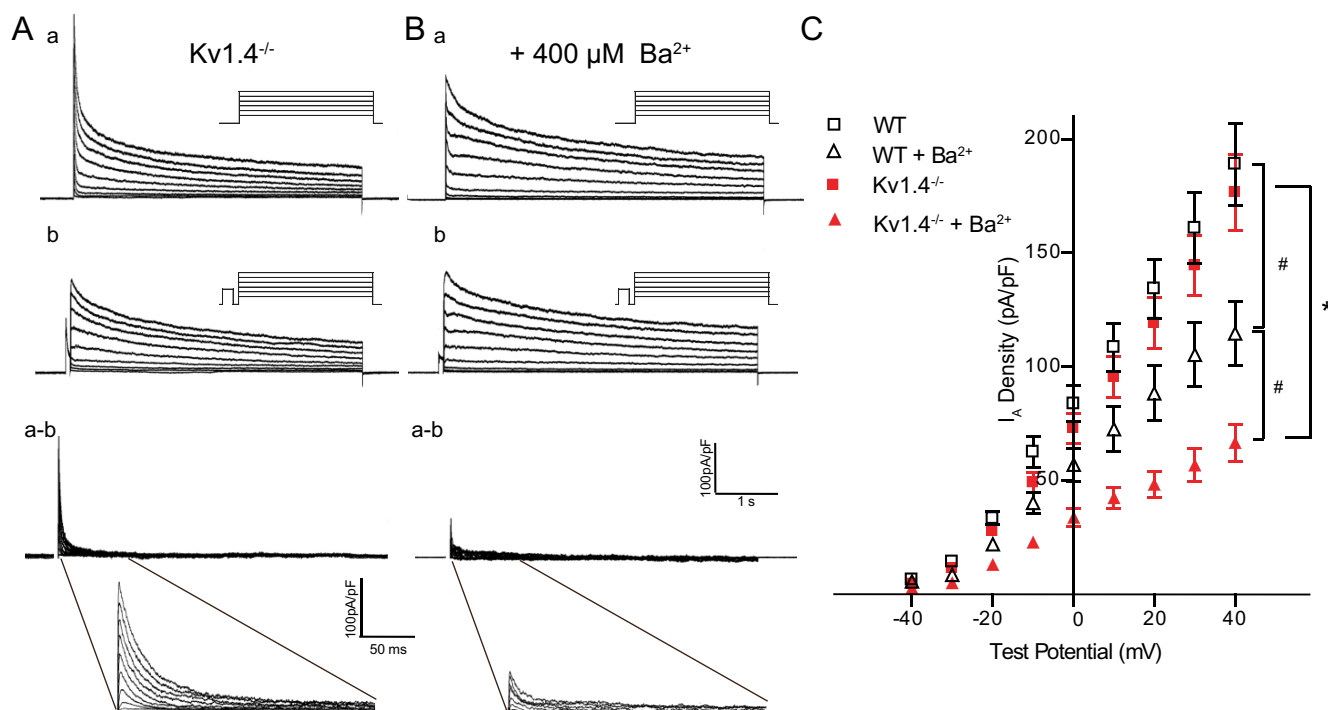 A
a
Kv1.4-/-
b
a-b
100pA/pF
50 ms
B
a
+ 400 µM Ba2+
b
100pA/pF
1 s
C
WT
WT + Ba2+
Kv1.4-/-
Kv1.4-/- + Ba2+
IA Density (pA/pF)
200
150
100
50
-40
-20
0
20
40
Test Potential (mV)
#
#
*